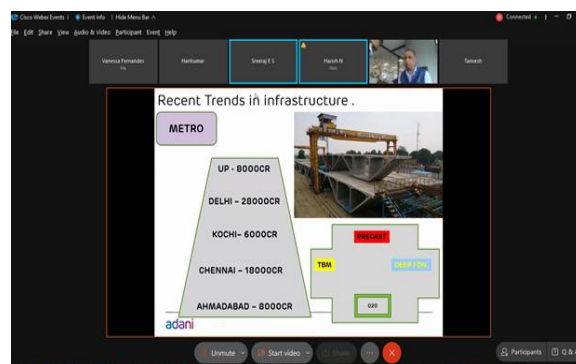 Cisco Webex Events | Event Info | Hide Menu Bar ^
Connected
File Edit Share View Audio & Video Participant Event Help
Vanessa Fernandes
Harikumar
Sreeraj E S
Harish N
Tanvesh
Recent Trends in infrastructure .
METRO
UP - 8000CR
DELHI – 28000CR
KOCHI– 6000CR
CHENNAI – 18000CR
AHMADABAD – 8000CR
PRECAST
TBM
DEEP FDN
adani
Unmute
Start video
Share
Participants
Q &